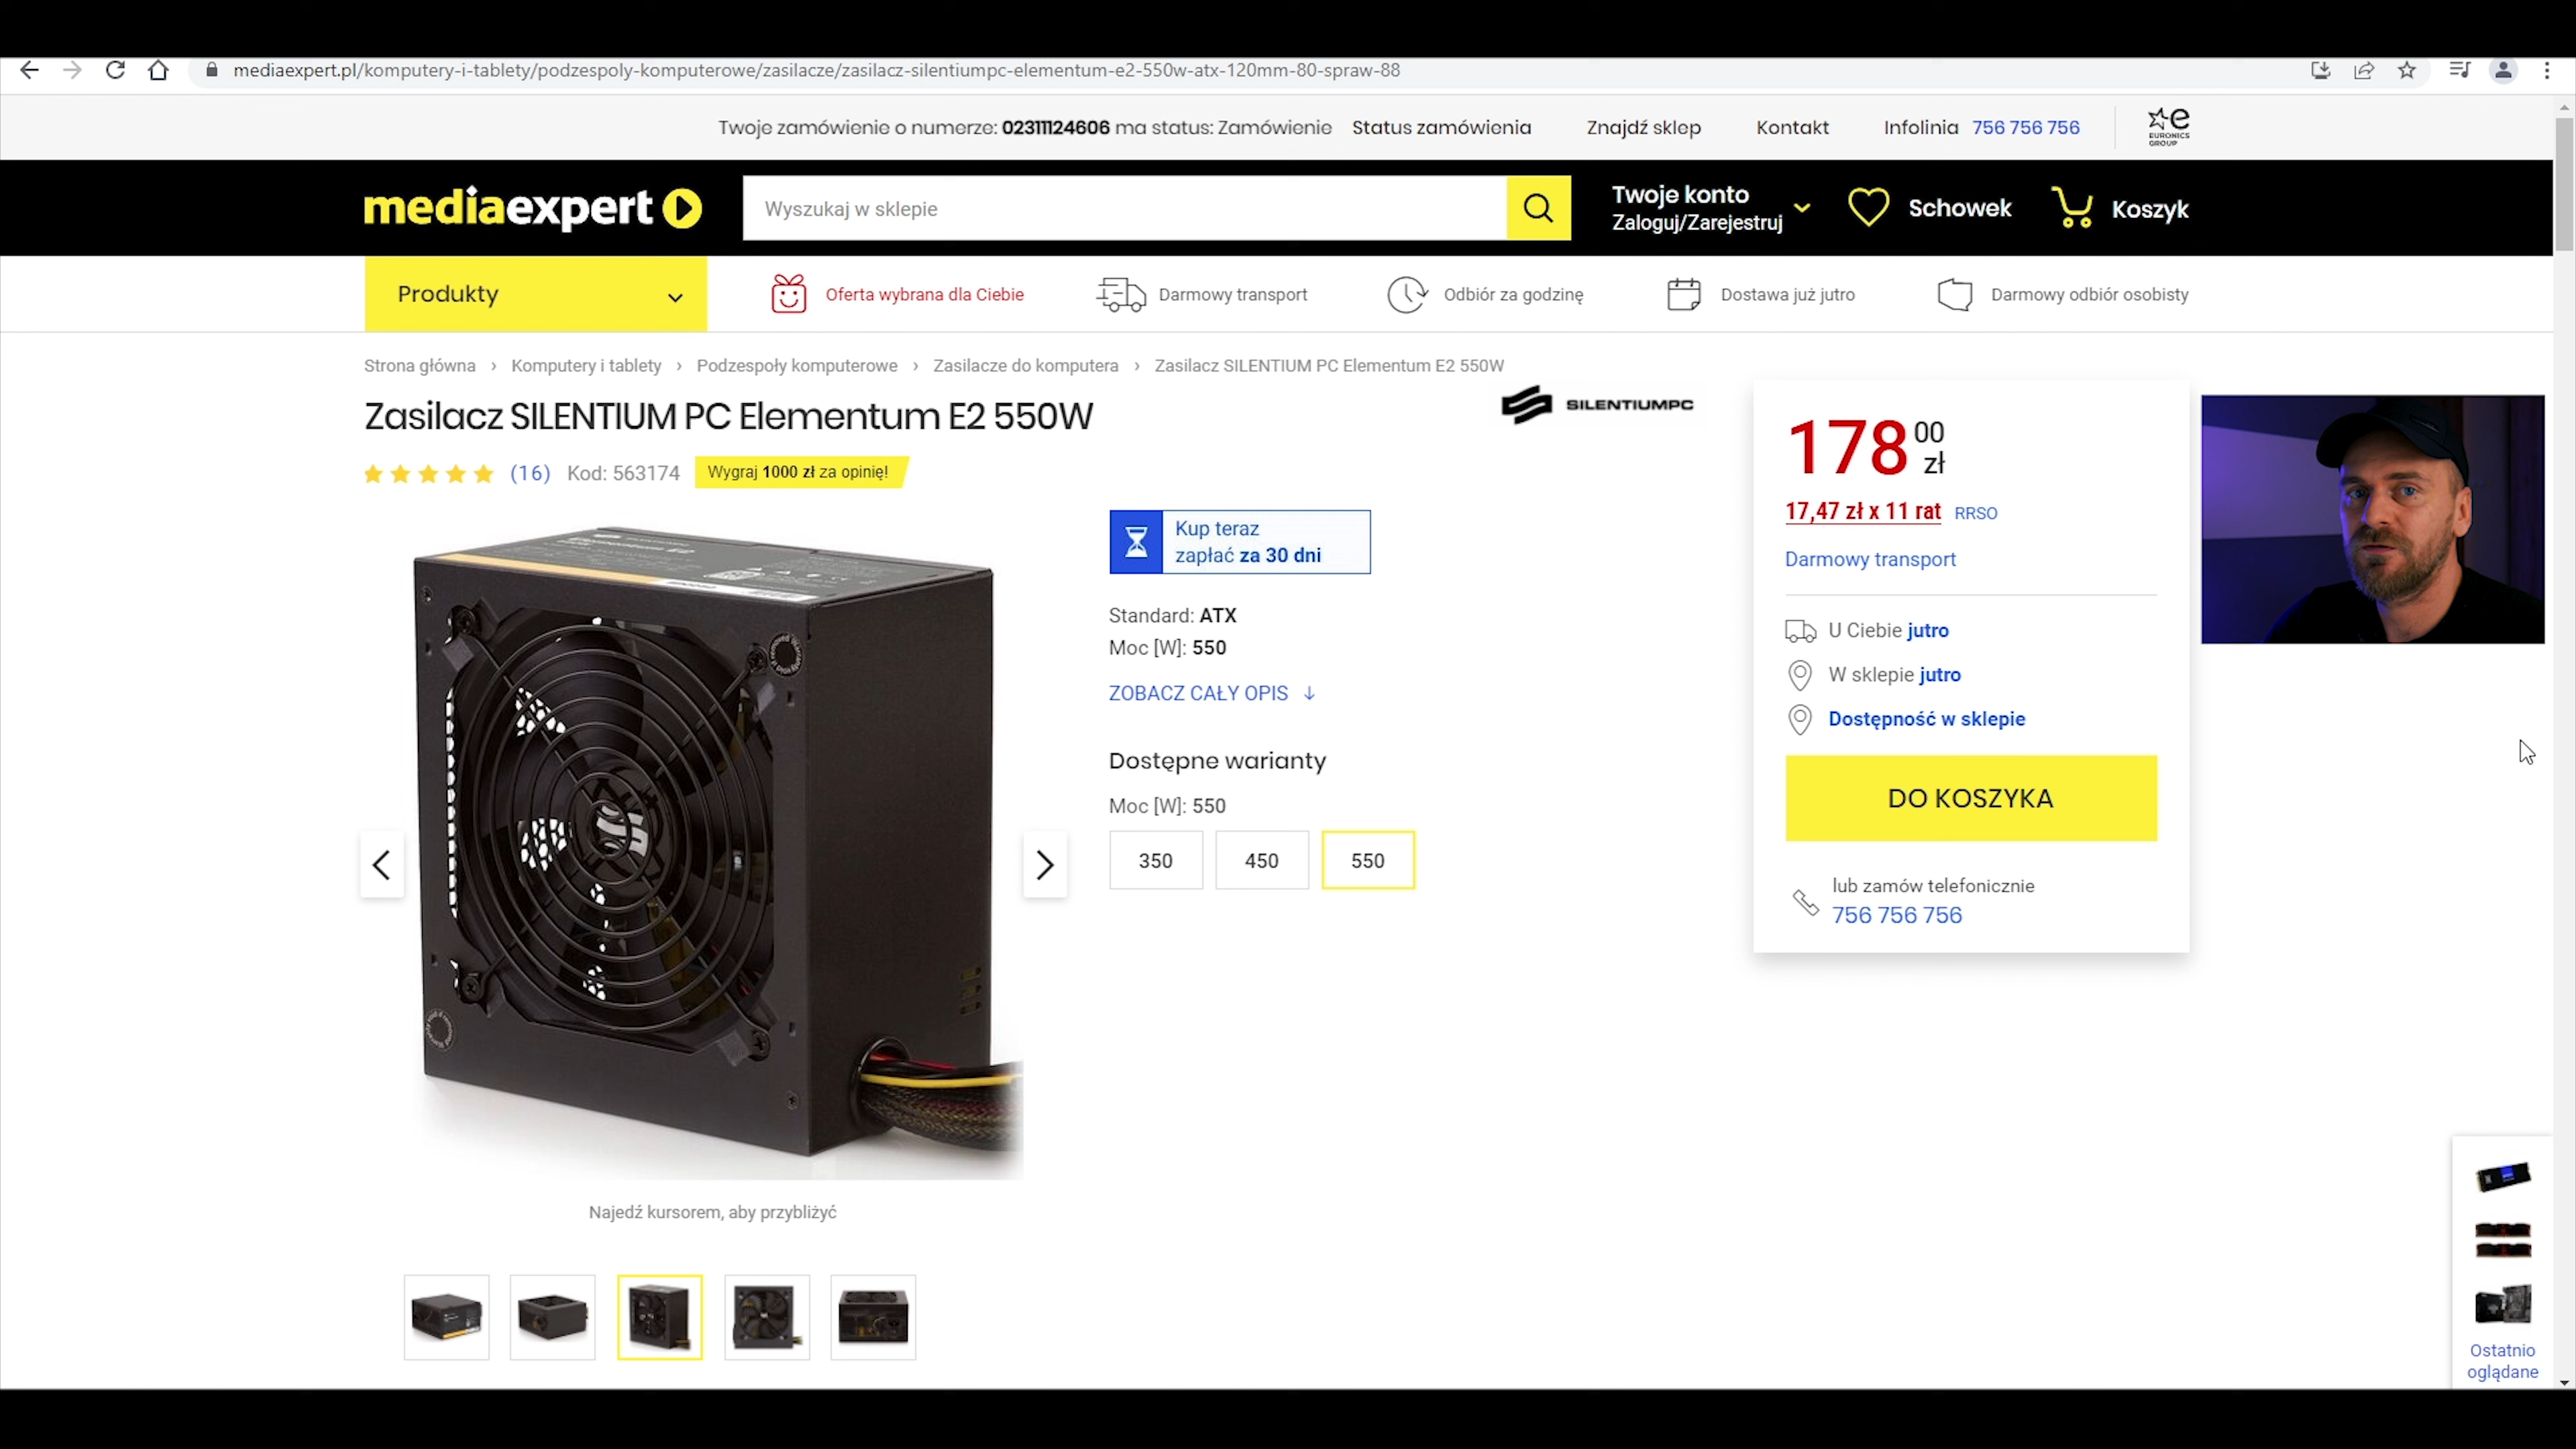 mediaexpert.pl/komputery-i-tablety/podzespoly-komputerowe/zasilacze/zasilacz-silentiumpc-elementum-e2-550w-atx-120mm-80-spraw-88
Twoje zamówienie o numerze: 02311124606 ma status: Zamówienie Status zamówienia Znajdź sklep Kontakt Infolinia 756 756 756
e EURONICS GROUP
mediaexpert
Wyszukaj w sklepie
Twoje konto
Zaloguj/Zarejestruj
Schowek
Koszyk
Produkty
Oferta wybrana dla Ciebie
Darmowy transport
Odbiór za godzinę
Dostawa już jutro
Darmowy odbiór osobisty
Strona główna › Komputery i tablety › Podzespoły komputerowe › Zasilacze do komputera › Zasilacz SILENTIUM PC Elementum E2 550W
Zasilacz SILENTIUM PC Elementum E2 550W
SILENTIUMPC
(16) Kod: 563174 Wygraj 1000 zł za opinię!
Elementum E2
Kup teraz
zapłać za 30 dni
Standard: ATX
Moc [W]: 550
ZOBACZ CAŁY OPIS ↓
Dostępne warianty
Moc [W]: 550
350 450 550
178 00 zł
17,47 zł x 11 rat RRSO
Darmowy transport
U Ciebie jutro
W sklepie jutro
Dostępność w sklepie
DO KOSZYKA
lub zamów telefonicznie
756 756 756
Najedź kursorem, aby przybliżyć
Ostatnio
oglądane